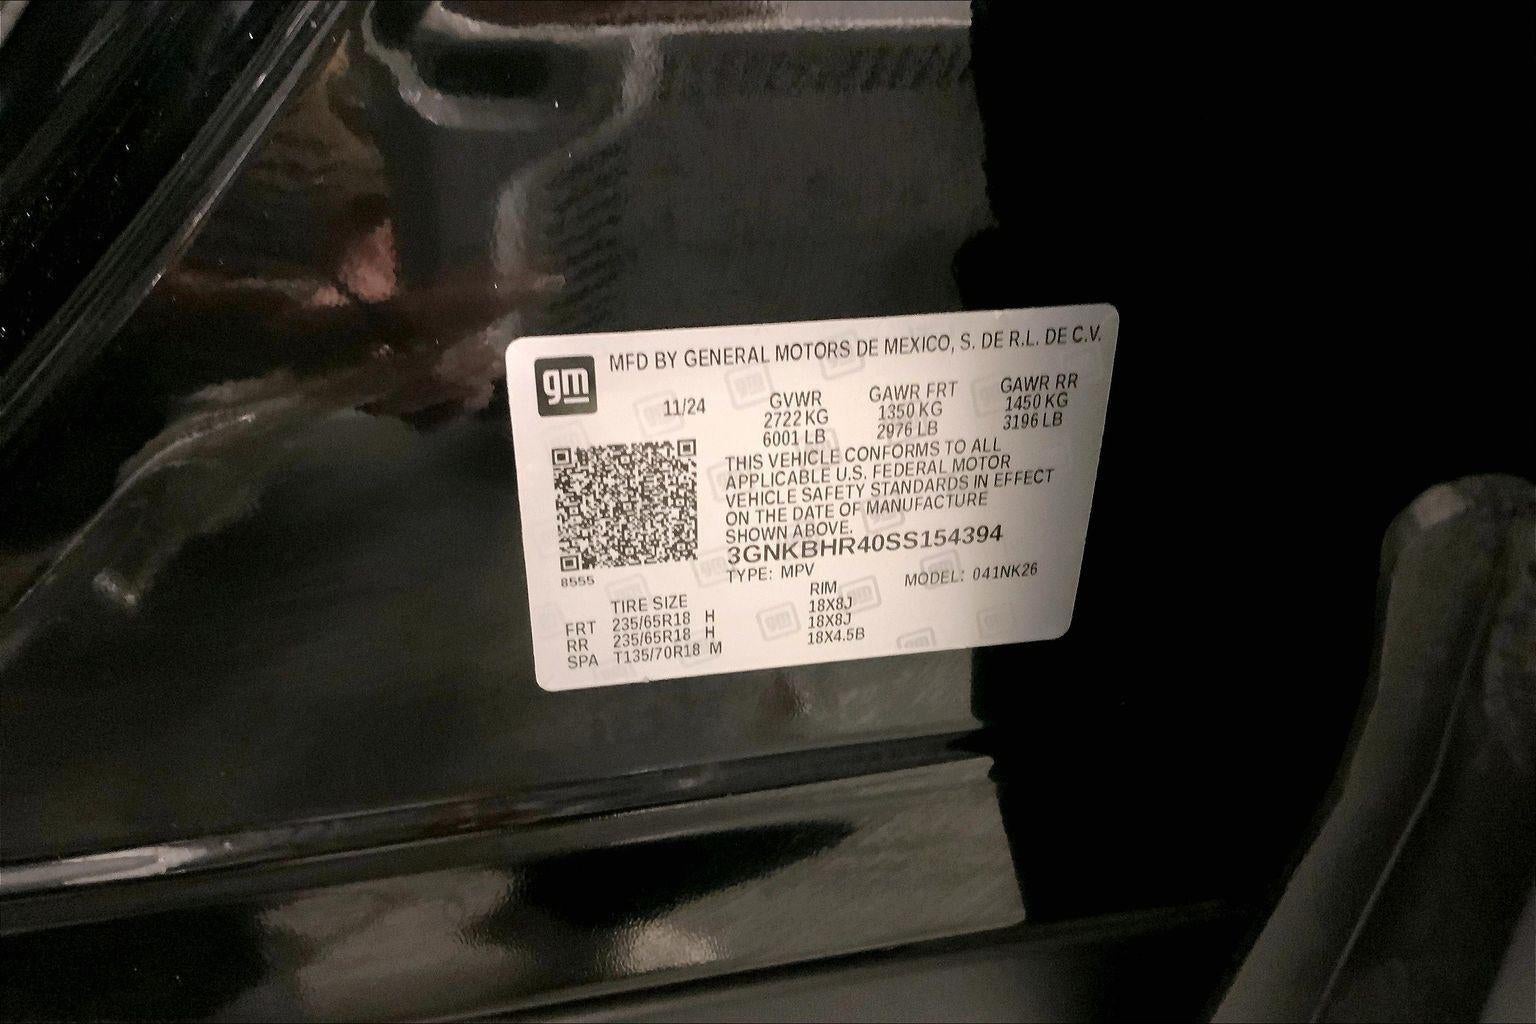 gm
MFD BY GENERAL MOTORS DE MEXICO, S. DE R.L. DE C.V.
11/24
GVWR GAWR FRT GAWR RR
2722 KG 1350 KG 1450 KG
6001 LB 2976 LB 3196 LB
THIS VEHICLE CONFORMS TO ALL
APPLICABLE U.S. FEDERAL MOTOR
VEHICLE SAFETY STANDARDS IN EFFECT
ON THE DATE OF MANUFACTURE
SHOWN ABOVE.
3GNKBHR40SS154394
TYPE: MPV MODEL: 041NK26
8555
TIRE SIZE RIM
FRT 235/65R18 H 18X8J
RR 235/65R18 H 18X8J
SPA T135/70R18 M 18X4.5B